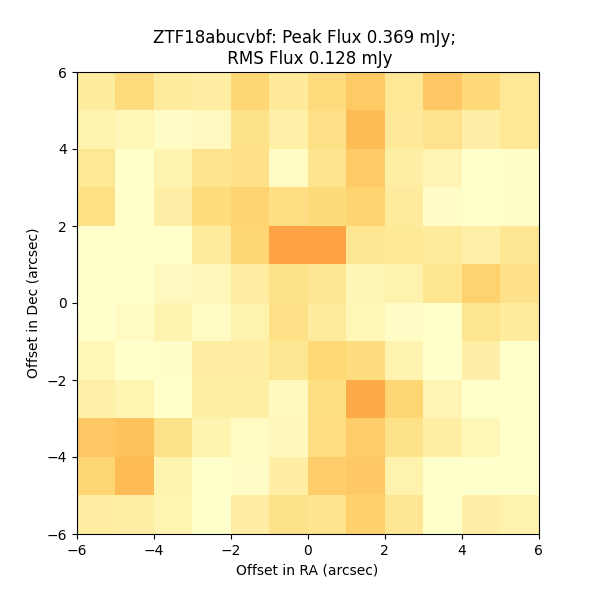 ZTF18abucvbf: Peak Flux 0.369 mJy;
RMS Flux 0.128 mJy
6
4
2
0
−2
−4
−6
Offset in Dec (arcsec)
−6 −4 −2 0 2 4 6
Offset in RA (arcsec)